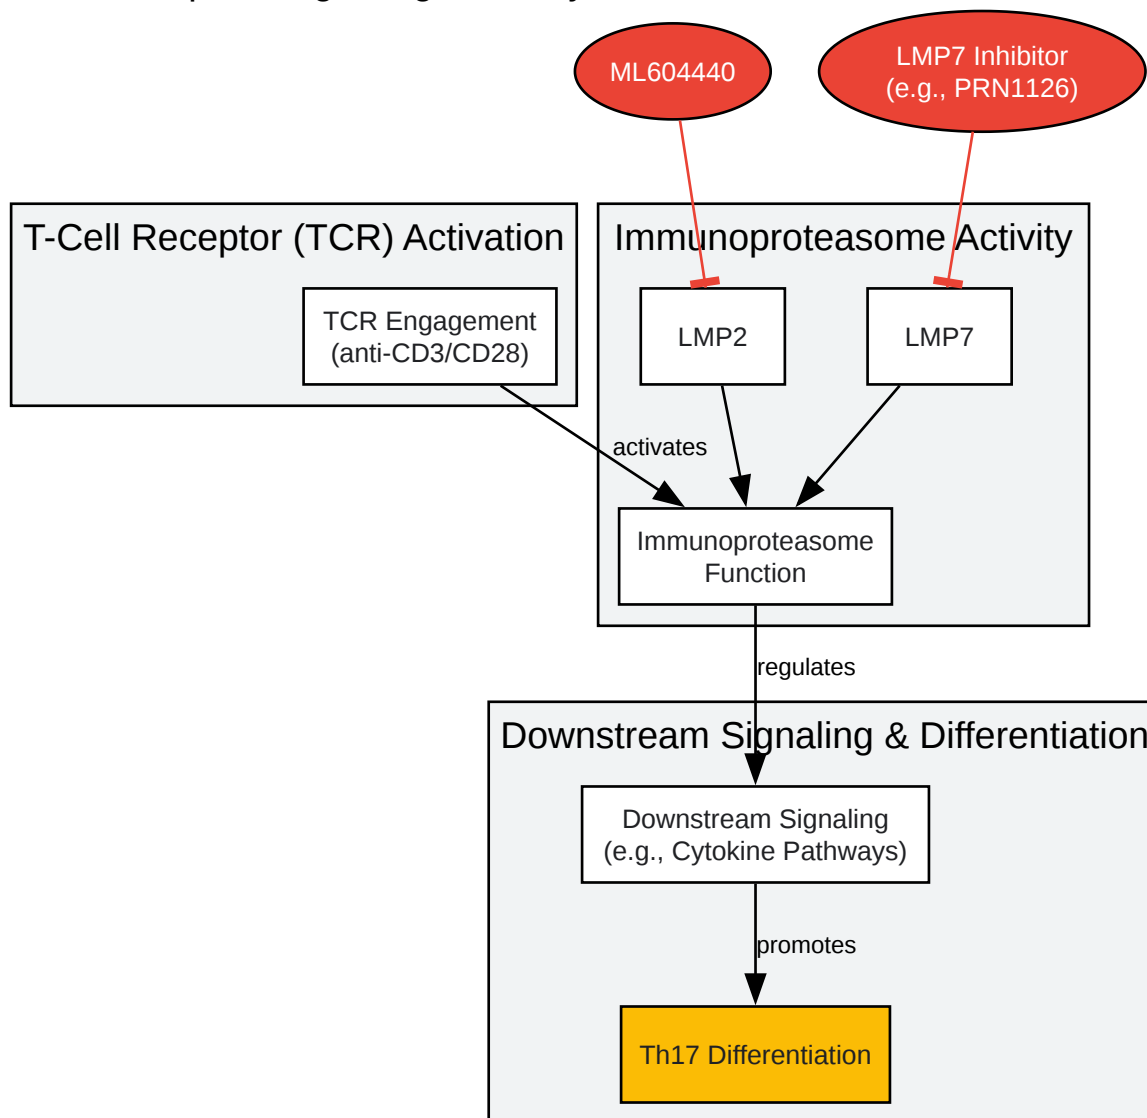 ML604440
LMP7 Inhibitor
(e.g., PRN1126)
T-Cell Receptor (TCR) Activation
Immunoproteasome Activity
TCR Engagement
(anti-CD3/CD28)
LMP2
LMP7
activates
Immunoproteasome
Function
regulates
Downstream Signaling & Differentiation
Downstream Signaling
(e.g., Cytokine Pathways)
promotes
Th17 Differentiation